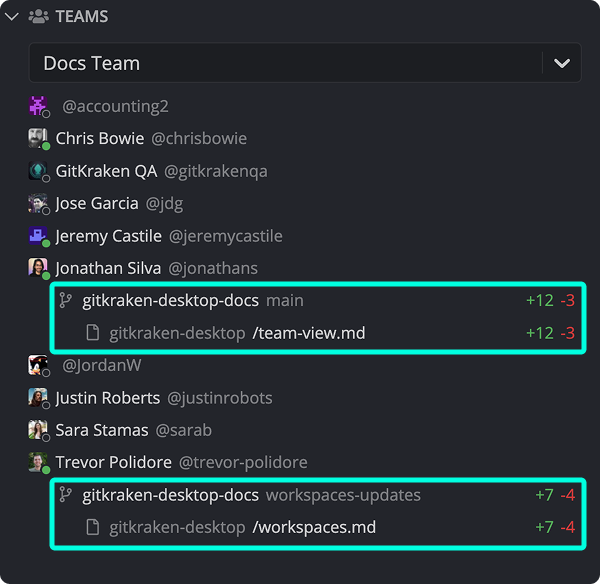 TEAMS
Docs Team
@accounting2
Chris Bowie @chrisbowie
GitKraken QA @gitkrakenqa
Jose Garcia @jdg
Jeremy Castile @jeremycastile
Jonathan Silva @jonathans
gitkraken-desktop-docs main +12 -3
gitkraken-desktop /team-view.md +12 -3
@JordanW
Justin Roberts @justinrobots
Sara Stamas @sarab
Trevor Polidore @trevor-polidore
gitkraken-desktop-docs workspaces-updates +7 -4
gitkraken-desktop /workspaces.md +7 -4